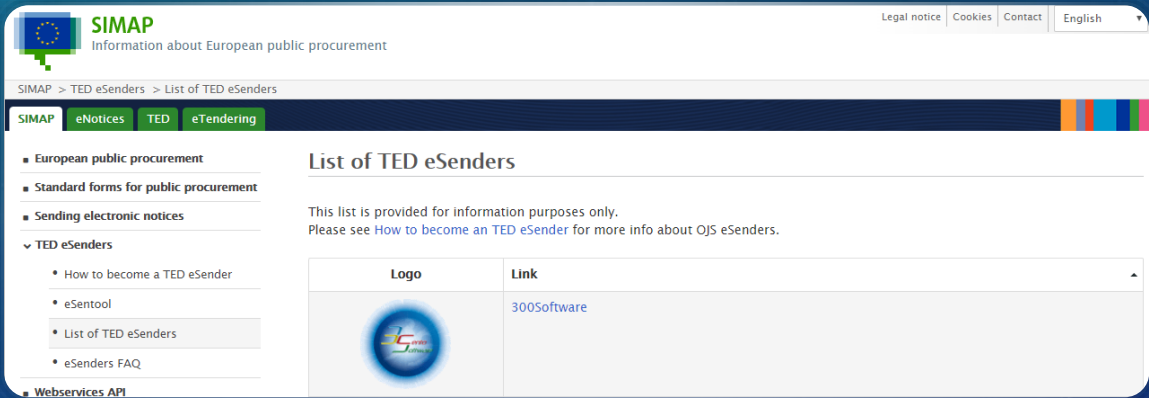 SIMAP
Information about European public procurement
Legal notice Cookies Contact English
SIMAP > TED eSenders > List of TED eSenders
SIMAP eNotices TED eTendering
European public procurement
Standard forms for public procurement
Sending electronic notices
TED eSenders
How to become a TED eSender
eSentool
List of TED eSenders
eSenders FAQ
Webservices API
List of TED eSenders
This list is provided for information purposes only.
Please see How to become an TED eSender for more info about OJS eSenders.
Logo Link
300Software